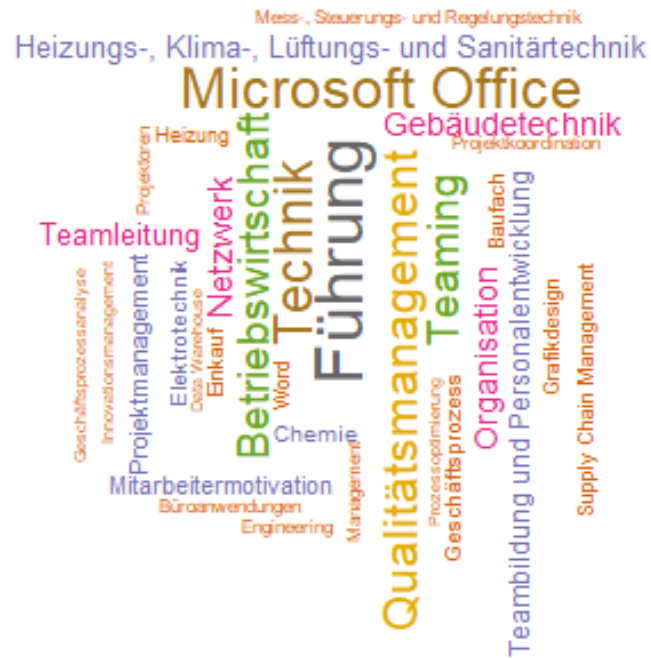 Mess-, Steuerungs- und Regelungstechnik
Heizungs-, Klima-, Lüftungs- und Sanitärtechnik
Microsoft Office
Gebäudetechnik
Projektkoordination
Heizung
Projektoren
Betriebswirtschaft
Technik
Führung
Qualitätsmanagement
Teaming
Baufach
Teambildung und Personalentwicklung
Netzwerk
Teamleitung
Geschäftsprozessanalyse
Innovationsmanagement
Projektmanagement
Elektrotechnik
Data Warehouse
Einkauf
Word
Organisation
Grafikdesign
Supply Chain Management
Chemie
Prozessoptimierung
Geschäftsprozess
Management
Mitarbeitermotivation
Büroanwendungen
Engineering